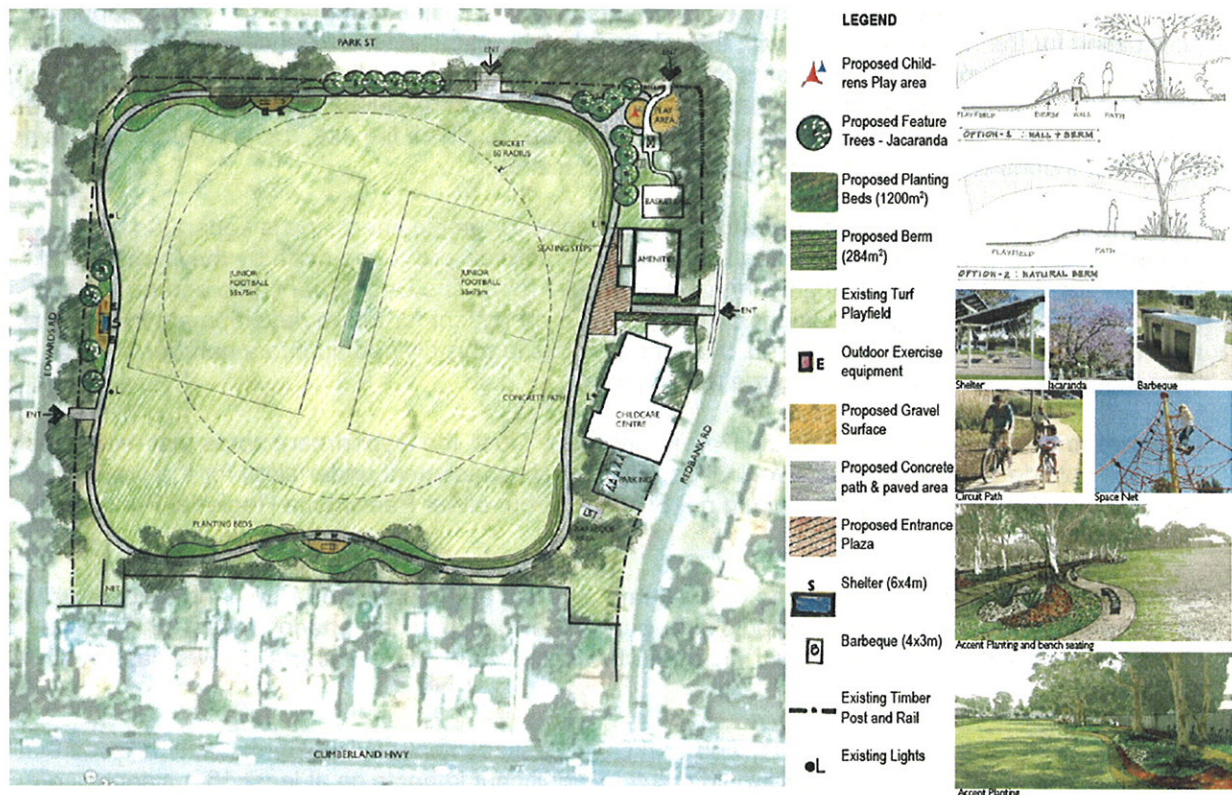 PARK ST
ENT
ENT
PLAY
AREA
CRICKET
60 RADIUS
SEATING STEPS
E
AMENITIES
L
JUNIOR
FOOTBALL
JUNIOR
FOOTBALL
EDWARDS RD
S
L
ENT
ENT
CONCRETE PATH
L
CHILDCARE
CENTRE
REDBANK RD
PARKING
PLANTING BEDS
NET
CUMBERLAND HWY
LEGEND
Proposed Child-
rens Play area
Proposed Feature
Trees - Jacaranda
Proposed Planting
Beds (1200m²)
Proposed Berm
(284m²)
Existing Turf
Playfield
E
Outdoor Exercise
equipment
Proposed Gravel
Surface
Proposed Concrete
path & paved area
Proposed Entrance
Plaza
S
Shelter (6x4m)
Barbeque (4x3m)
Existing Timber
Post and Rail
L
Existing Lights
PLAYFIELD
BERM
WALL
PATH
OPTION-1 : WALL + BERM
PLAYFIELD
PATH
OPTION-2 : NATURAL BERM
Shelter
Jacaranda
Barbeque
Circuit Path
Space Net
Accent Planting and bench seating
Accent Planting